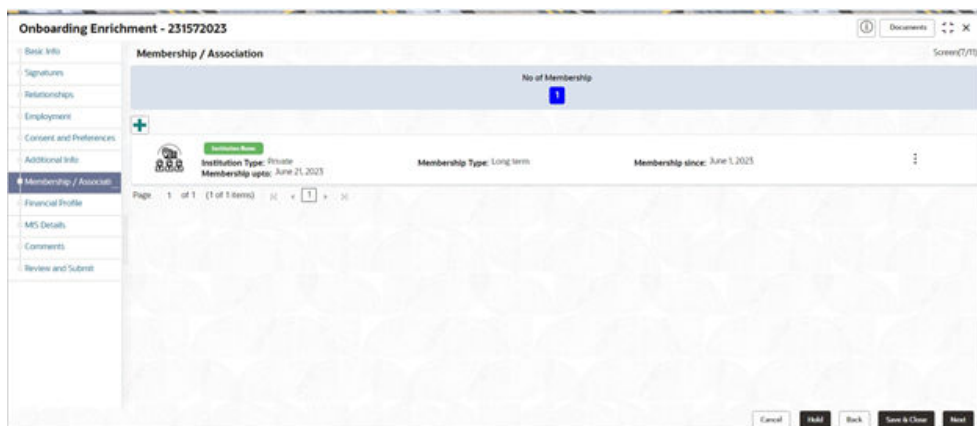 Onboarding Enrichment - 231572023
Documents
Basic Info
Signatures
Relationships
Employment
Consent and Preferences
Additional Info
Membership / Associati
Financial Profile
MIS Details
Comments
Review and Submit
Membership / Association
Screen(7/11)
No of Membership
1
Institution Name
Institution Type: Private
Membership upto: June 21, 2023
Membership Type: Long term
Membership since: June 1, 2023
Page 1 of 1 (1 of 1 items) 1
Cancel Hold Back Save & Close Next